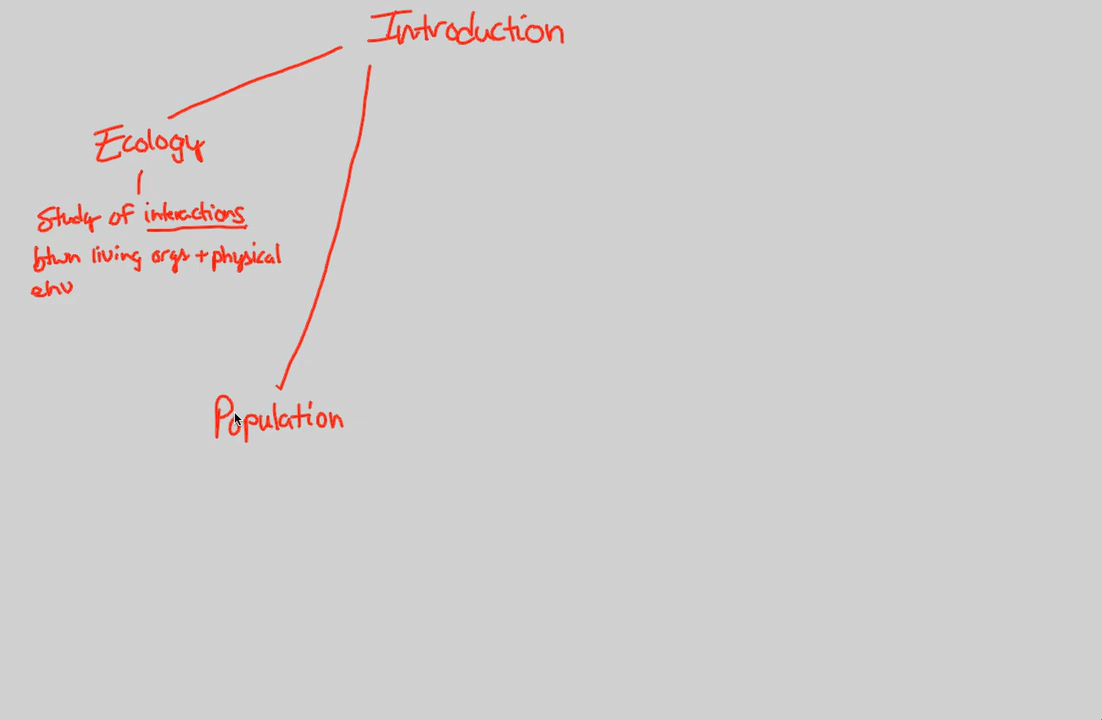 Introduction
Ecology
Study of interactions
btwn living orgs + physical
env
Population